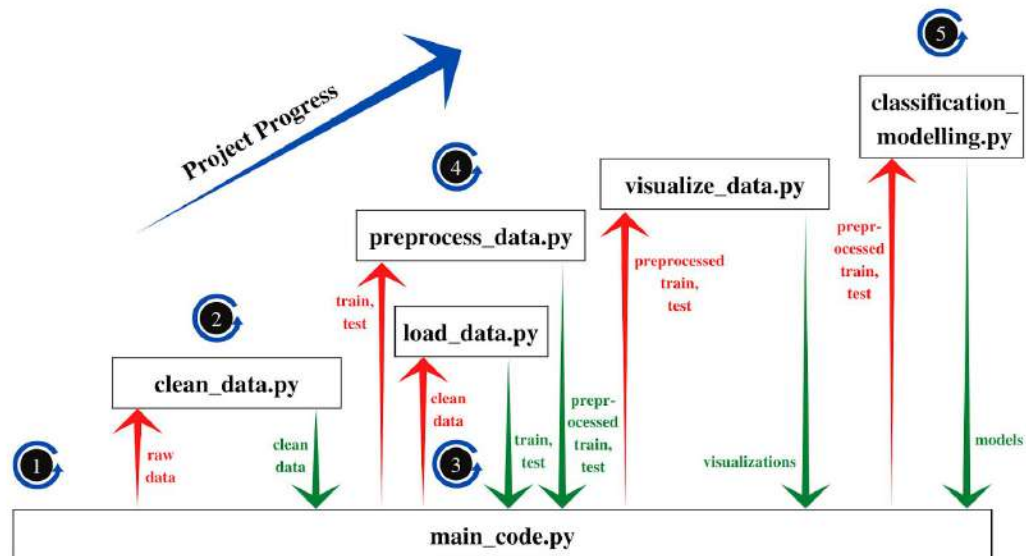 5
Project Progress
classification_
modelling.py
4
visualize_data.py
preprocess_data.py
prepr-
ocessed
train,
test
preprocessed
train,
test
train,
test
2
load_data.py
clean_data.py
clean
data
prepr-
ocessed
train,
test
train,
test
models
1
raw
data
clean
data
3
visualizations
main_code.py